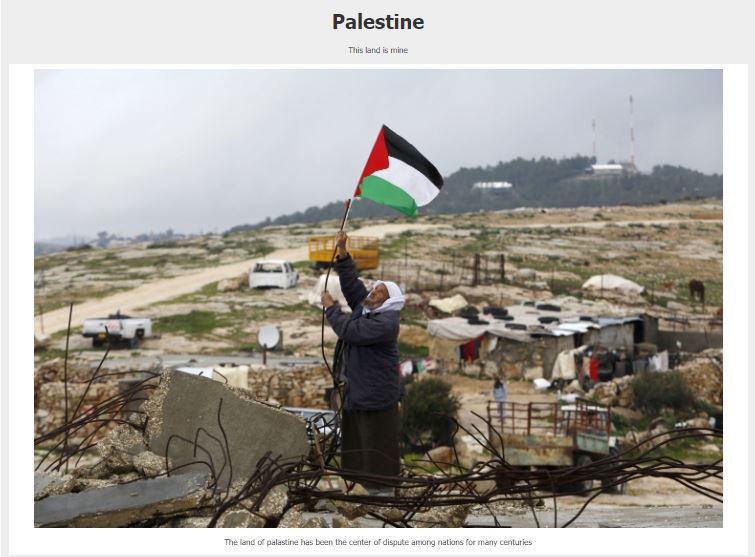 Palestine
This land is mine
The land of palastine has been the center of dispute among nations for many centuries